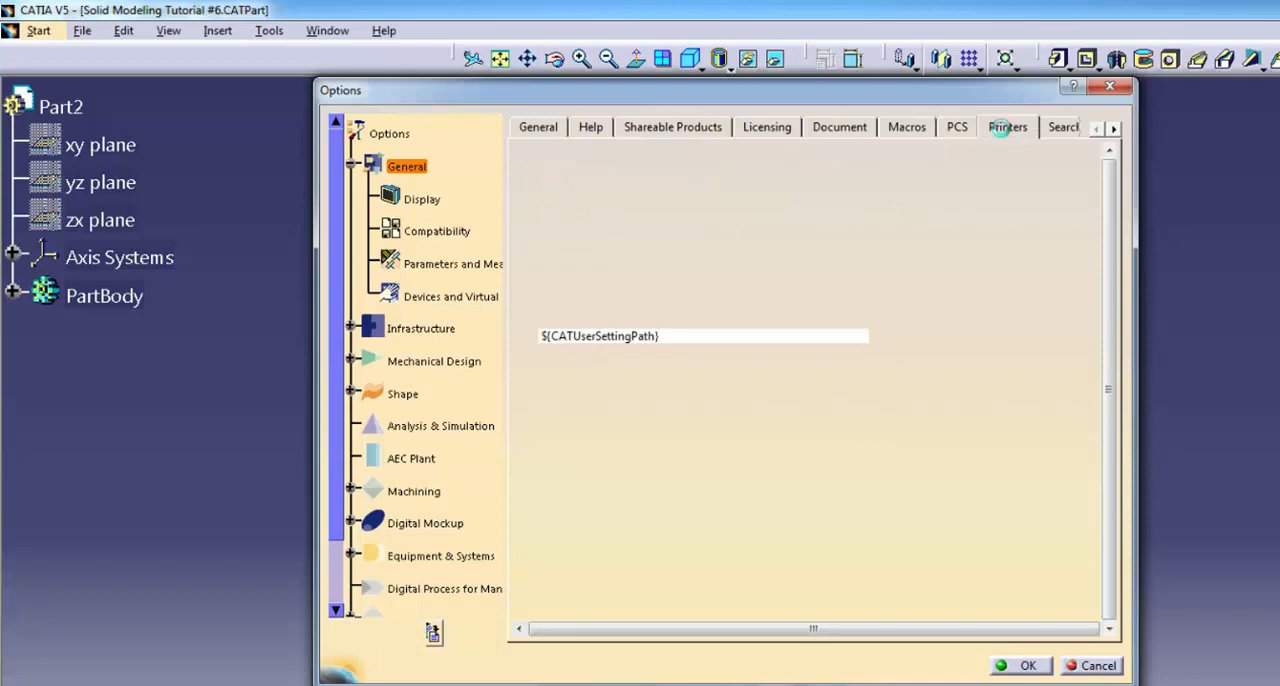 CATIA V5 - [Solid Modeling Tutorial #6.CATPart]
Start File Edit View Insert Tools Window Help
Options
Part2
xy plane
yz plane
zx plane
Axis Systems
PartBody
Options
General
Display
Compatibility
Parameters and Mea
Devices and Virtual
Infrastructure
Mechanical Design
Shape
Analysis & Simulation
AEC Plant
Machining
Digital Mockup
Equipment & Systems
Digital Process for Man
General Help Shareable Products Licensing Document Macros PCS Printers Search
${CATUserSettingPath}
OK Cancel